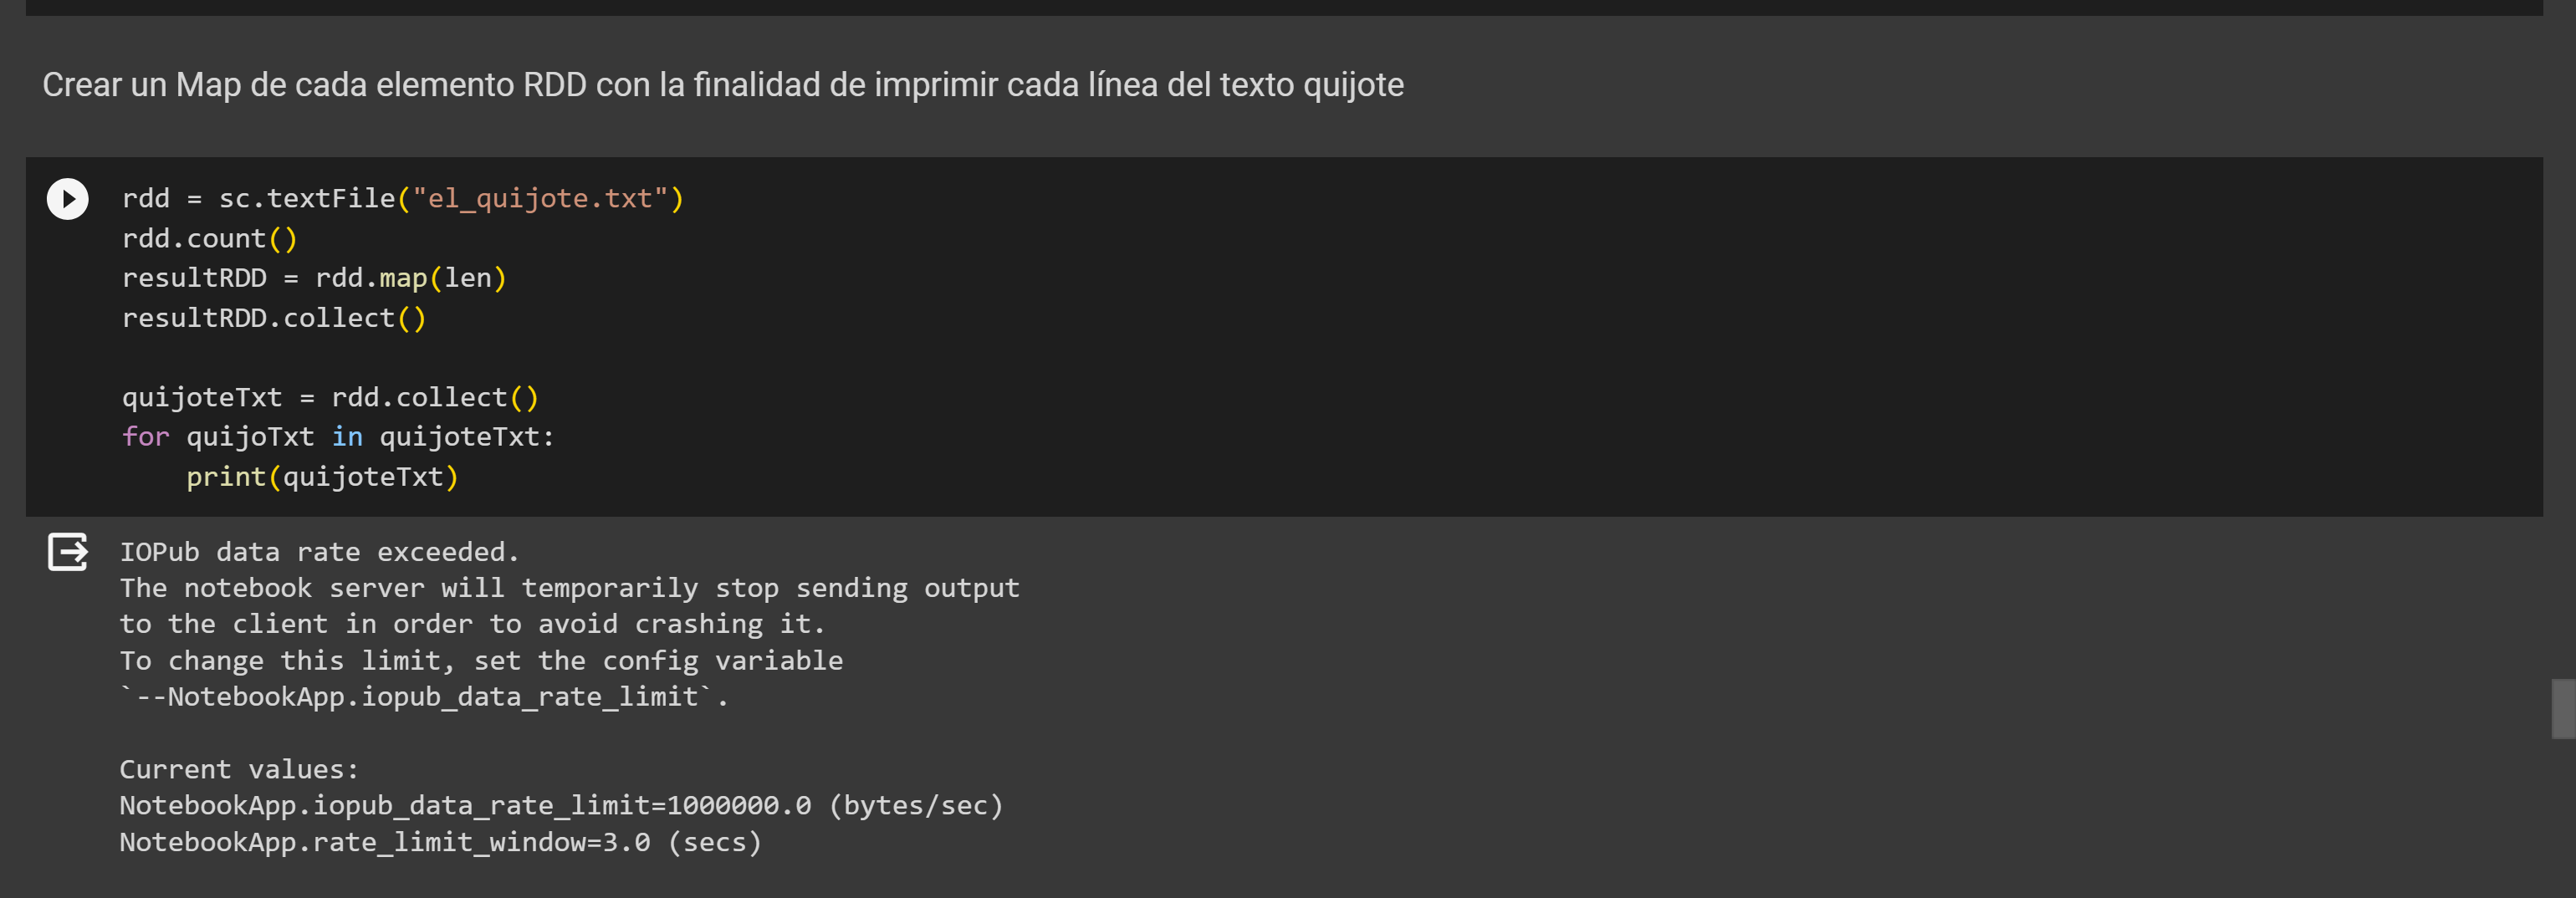 Crear un Map de cada elemento RDD con la finalidad de imprimir cada línea del texto quijote
rdd = sc.textFile("el_quijote.txt")
rdd.count()
resultRDD = rdd.map(len)
resultRDD.collect()
quijoteTxt = rdd.collect()
for quijoTxt in quijoteTxt:
    print(quijoteTxt)
IOPub data rate exceeded.
The notebook server will temporarily stop sending output
to the client in order to avoid crashing it.
To change this limit, set the config variable
`--NotebookApp.iopub_data_rate_limit`.
Current values:
NotebookApp.iopub_data_rate_limit=1000000.0 (bytes/sec)
NotebookApp.rate_limit_window=3.0 (secs)